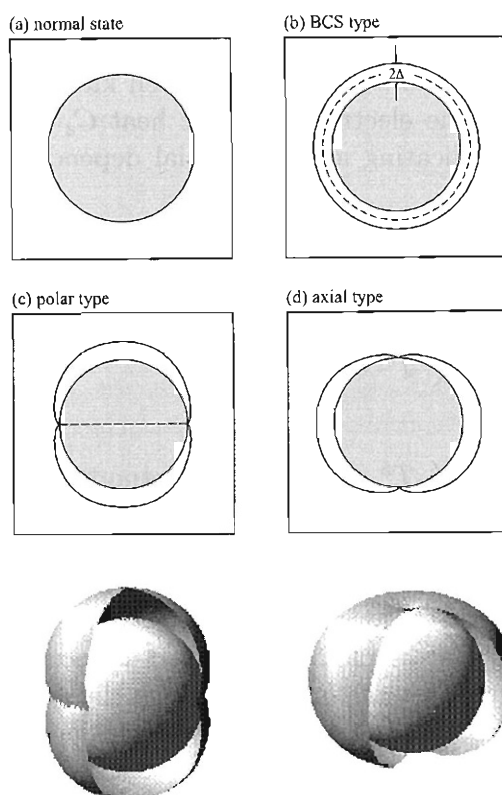 (a) normal state
(b) BCS type
2Δ
(c) polar type
(d) axial type